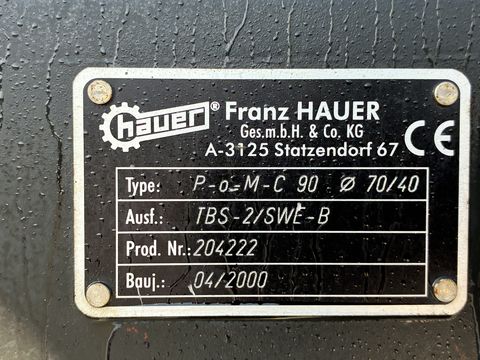 hauer® Franz HAUER
Ges.m.b.H. & Co. KG
A-3125 Statzendorf 67 CE
Type: P-o-M-C 90 Ø 70/40
Ausf.: TBS-2/SWE-B
Prod. Nr.: 204222
Bauj.: 04/2000